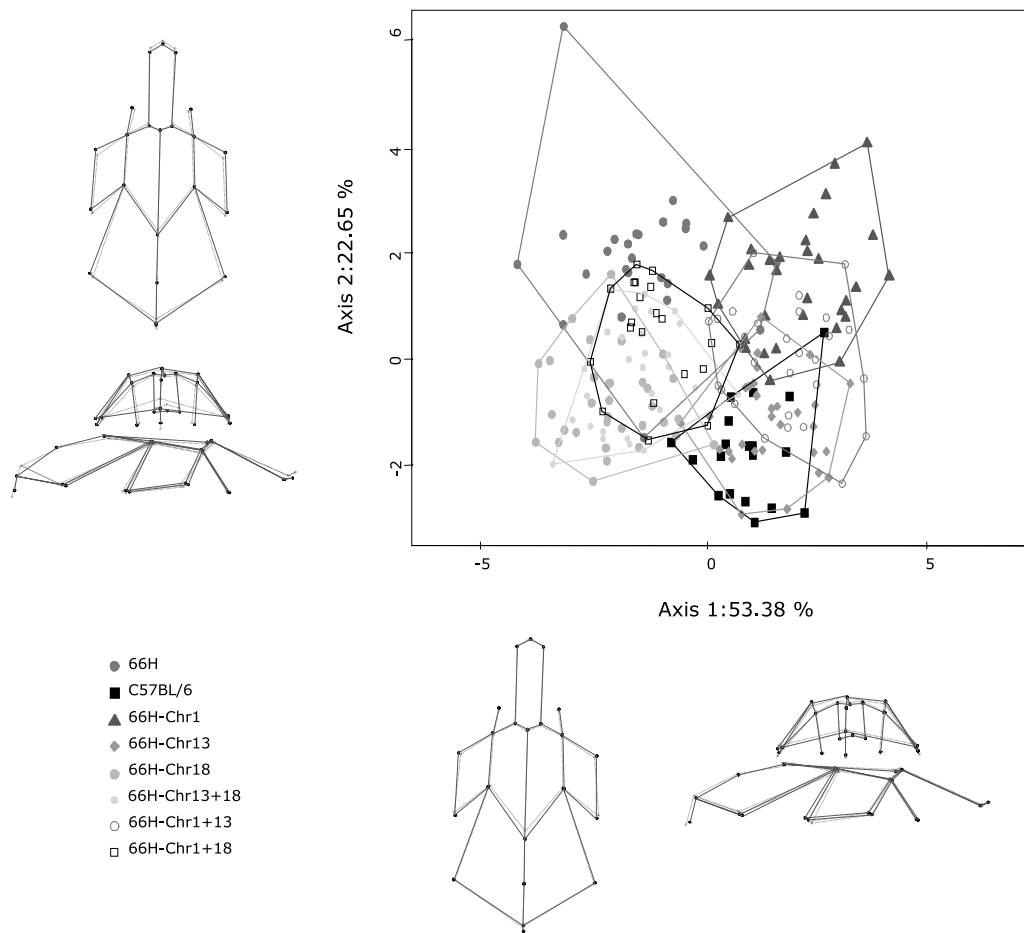 6
4
2
0
-2
Axis 2:22.65 %
-5
0
5
Axis 1:53.38 %
66H
C57BL/6
66H-Chr1
66H-Chr13
66H-Chr18
66H-Chr13+18
66H-Chr1+13
66H-Chr1+18